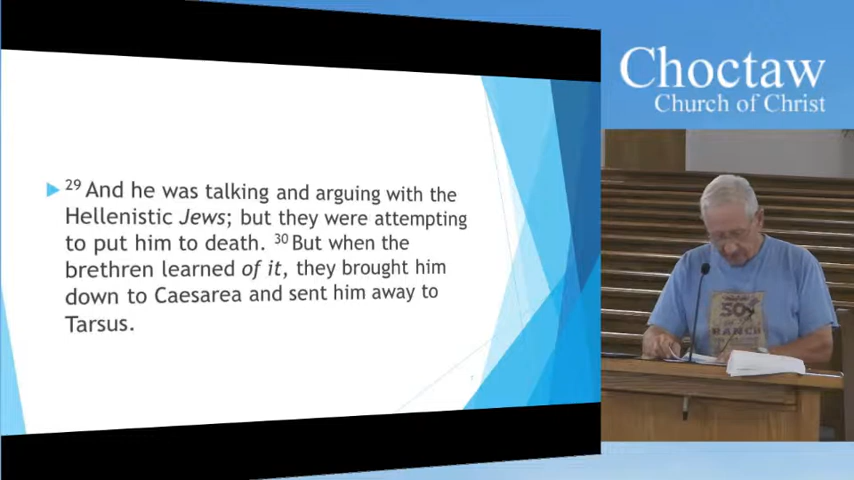 Choctaw
Church of Christ
29 And he was talking and arguing with the
Hellenistic Jews; but they were attempting
to put him to death. 30 But when the
brethren learned of it, they brought him
down to Caesarea and sent him away to
Tarsus.
50
RANCH